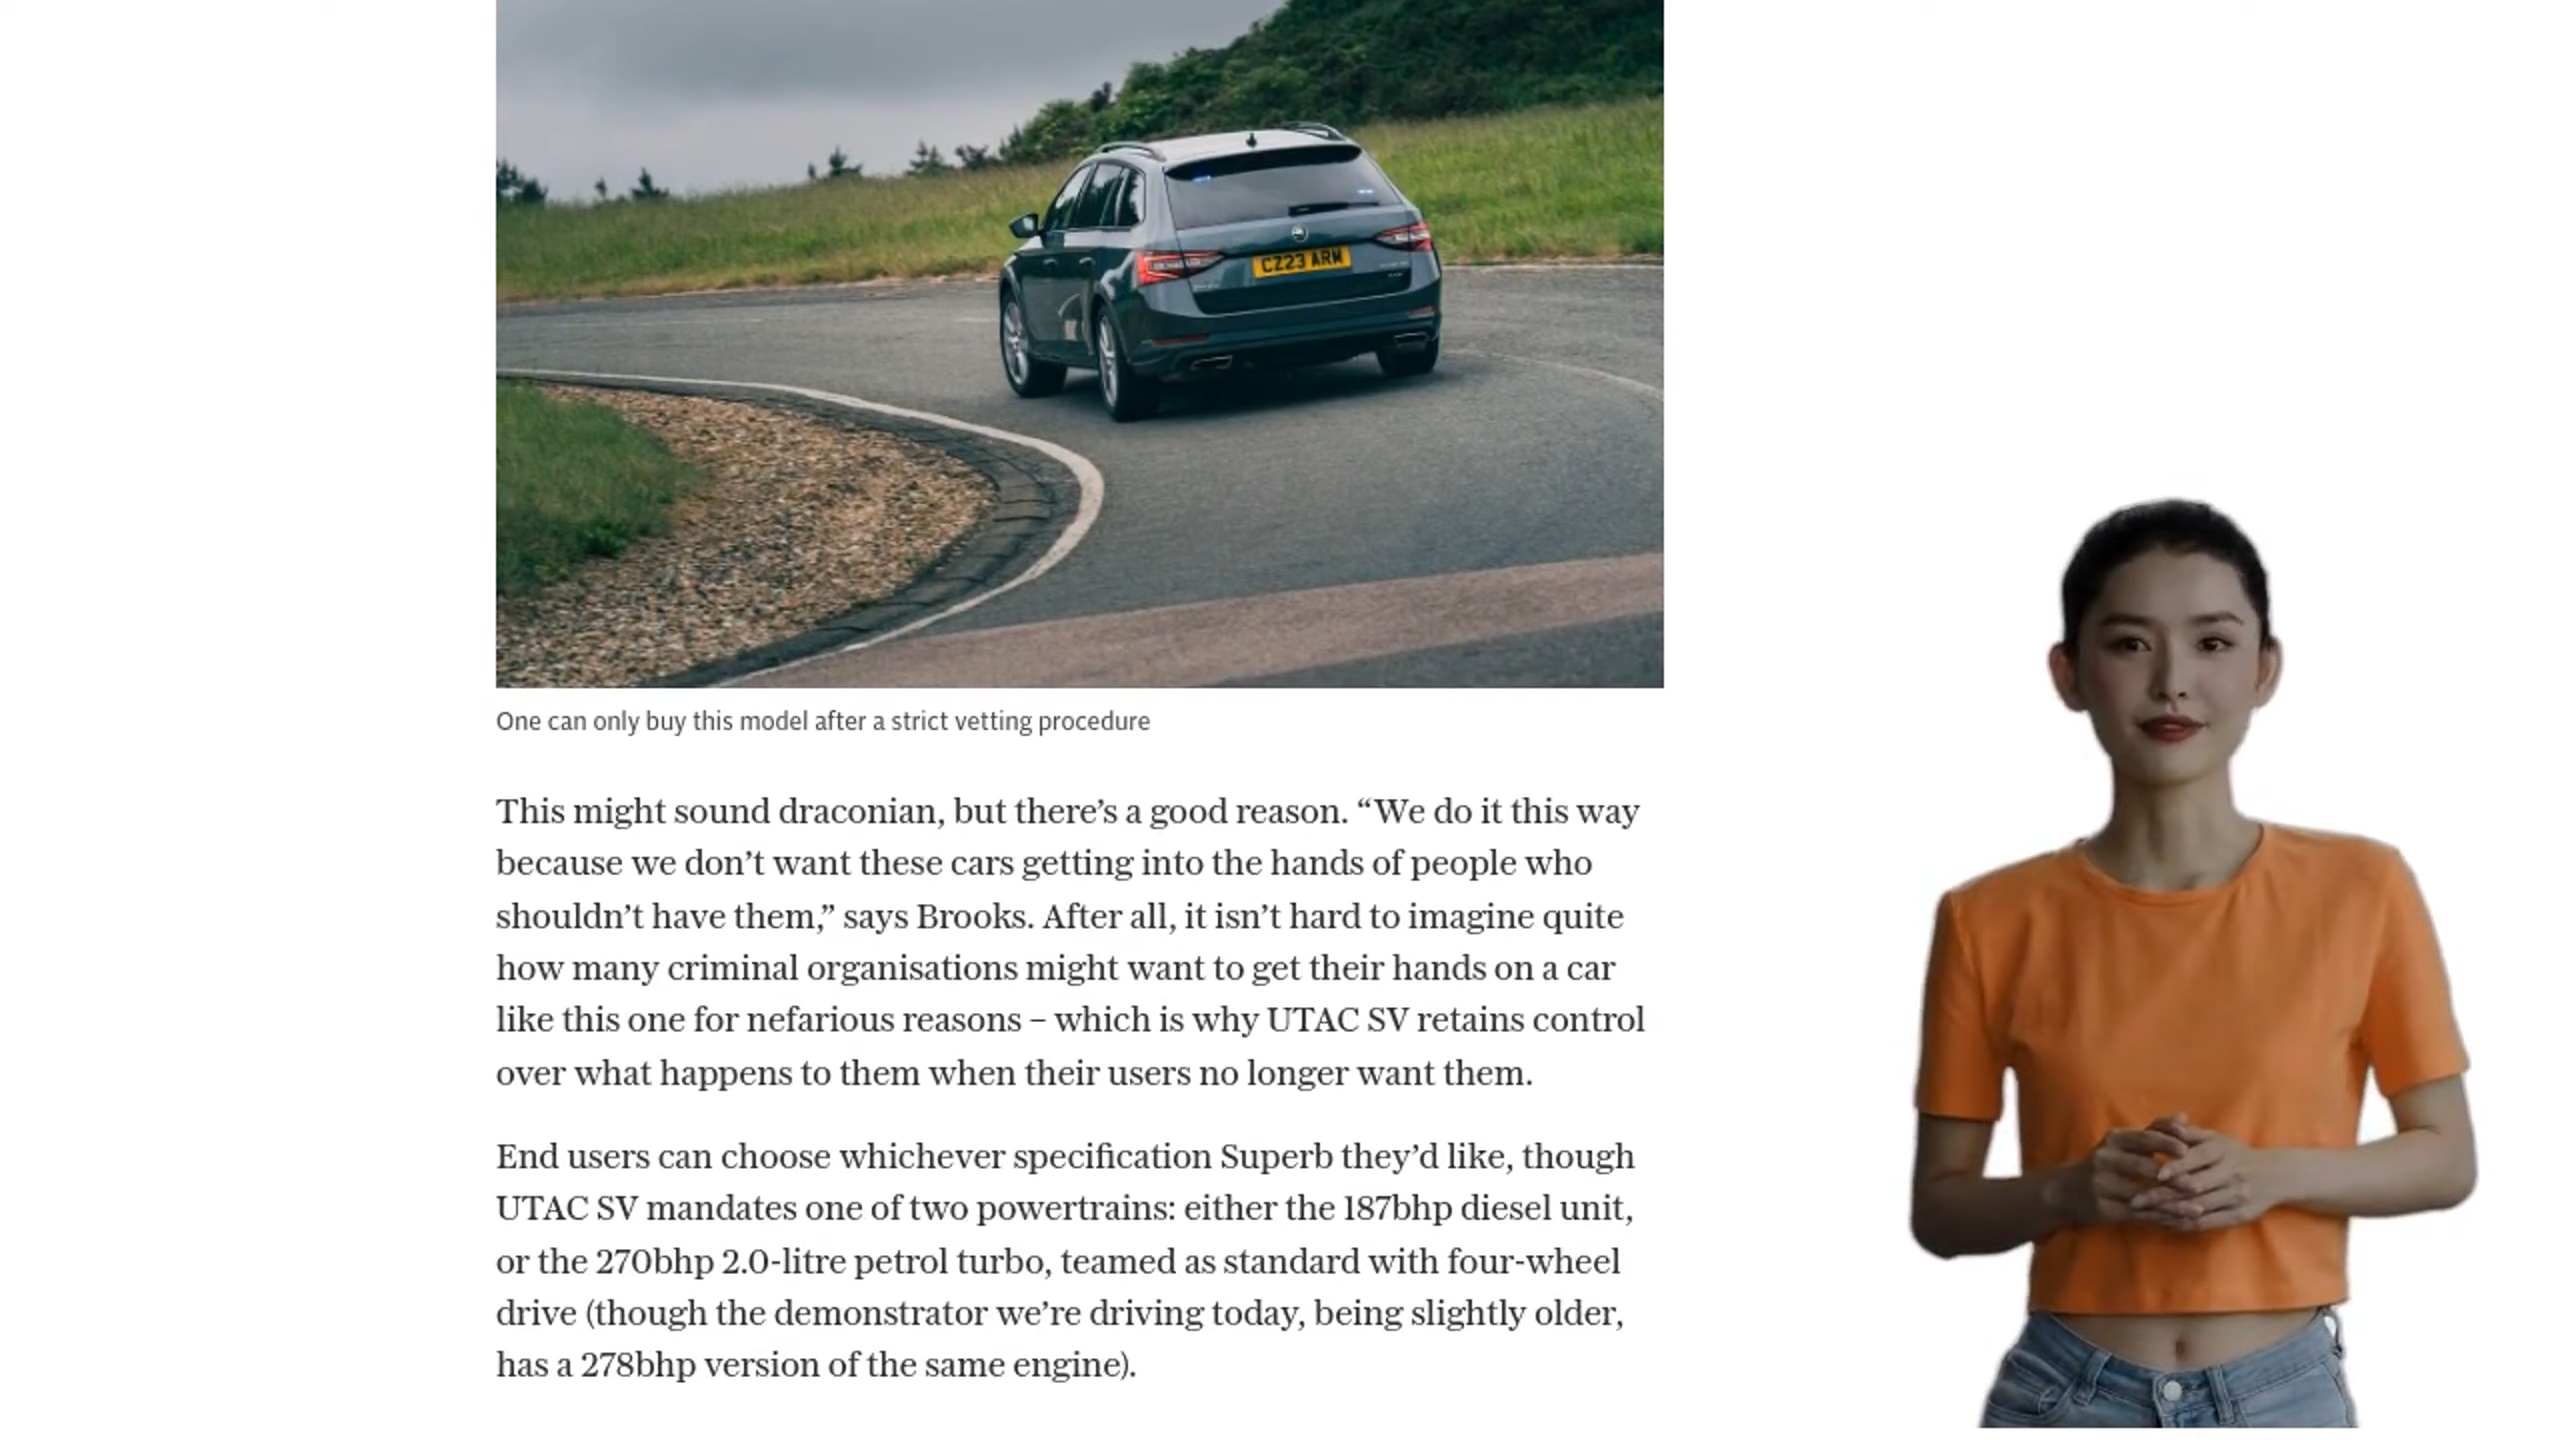 CZ23 ARM
One can only buy this model after a strict vetting procedure
This might sound draconian, but there’s a good reason. “We do it this way
because we don’t want these cars getting into the hands of people who
shouldn’t have them,” says Brooks. After all, it isn’t hard to imagine quite
how many criminal organisations might want to get their hands on a car
like this one for nefarious reasons – which is why UTAC SV retains control
over what happens to them when their users no longer want them.
End users can choose whichever specification Superb they’d like, though
UTAC SV mandates one of two powertrains: either the 187bhp diesel unit,
or the 270bhp 2.0-litre petrol turbo, teamed as standard with four-wheel
drive (though the demonstrator we’re driving today, being slightly older,
has a 278bhp version of the same engine).